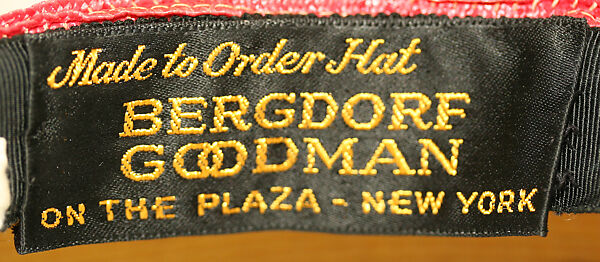 Made to Order Hat
BERGDORF
GOODMAN
ON THE PLAZA - NEW YORK